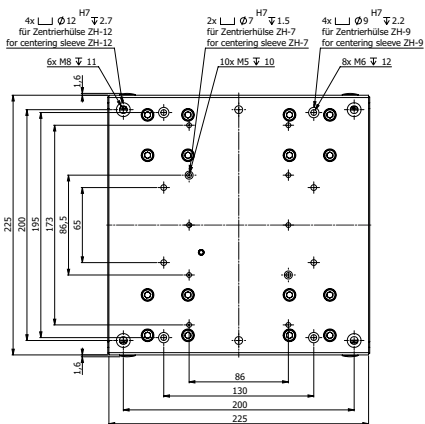 H7
4x ⌴ Ø 12 ↧ 2.7
für Zentrierhülse ZH-12
for centering sleeve ZH-12
6x M8 ↧ 11
H7
2x ⌴ Ø 7 ↧ 1.5
für Zentrierhülse ZH-7
for centering sleeve ZH-7
10x M5 ↧ 10
H7
4x ⌴ Ø 9 ↧ 2.2
für Zentrierhülse ZH-9
for centering sleeve ZH-9
8x M6 ↧ 12
1,6
225
200
195
173
86,5
65
1,6
86
130
200
225